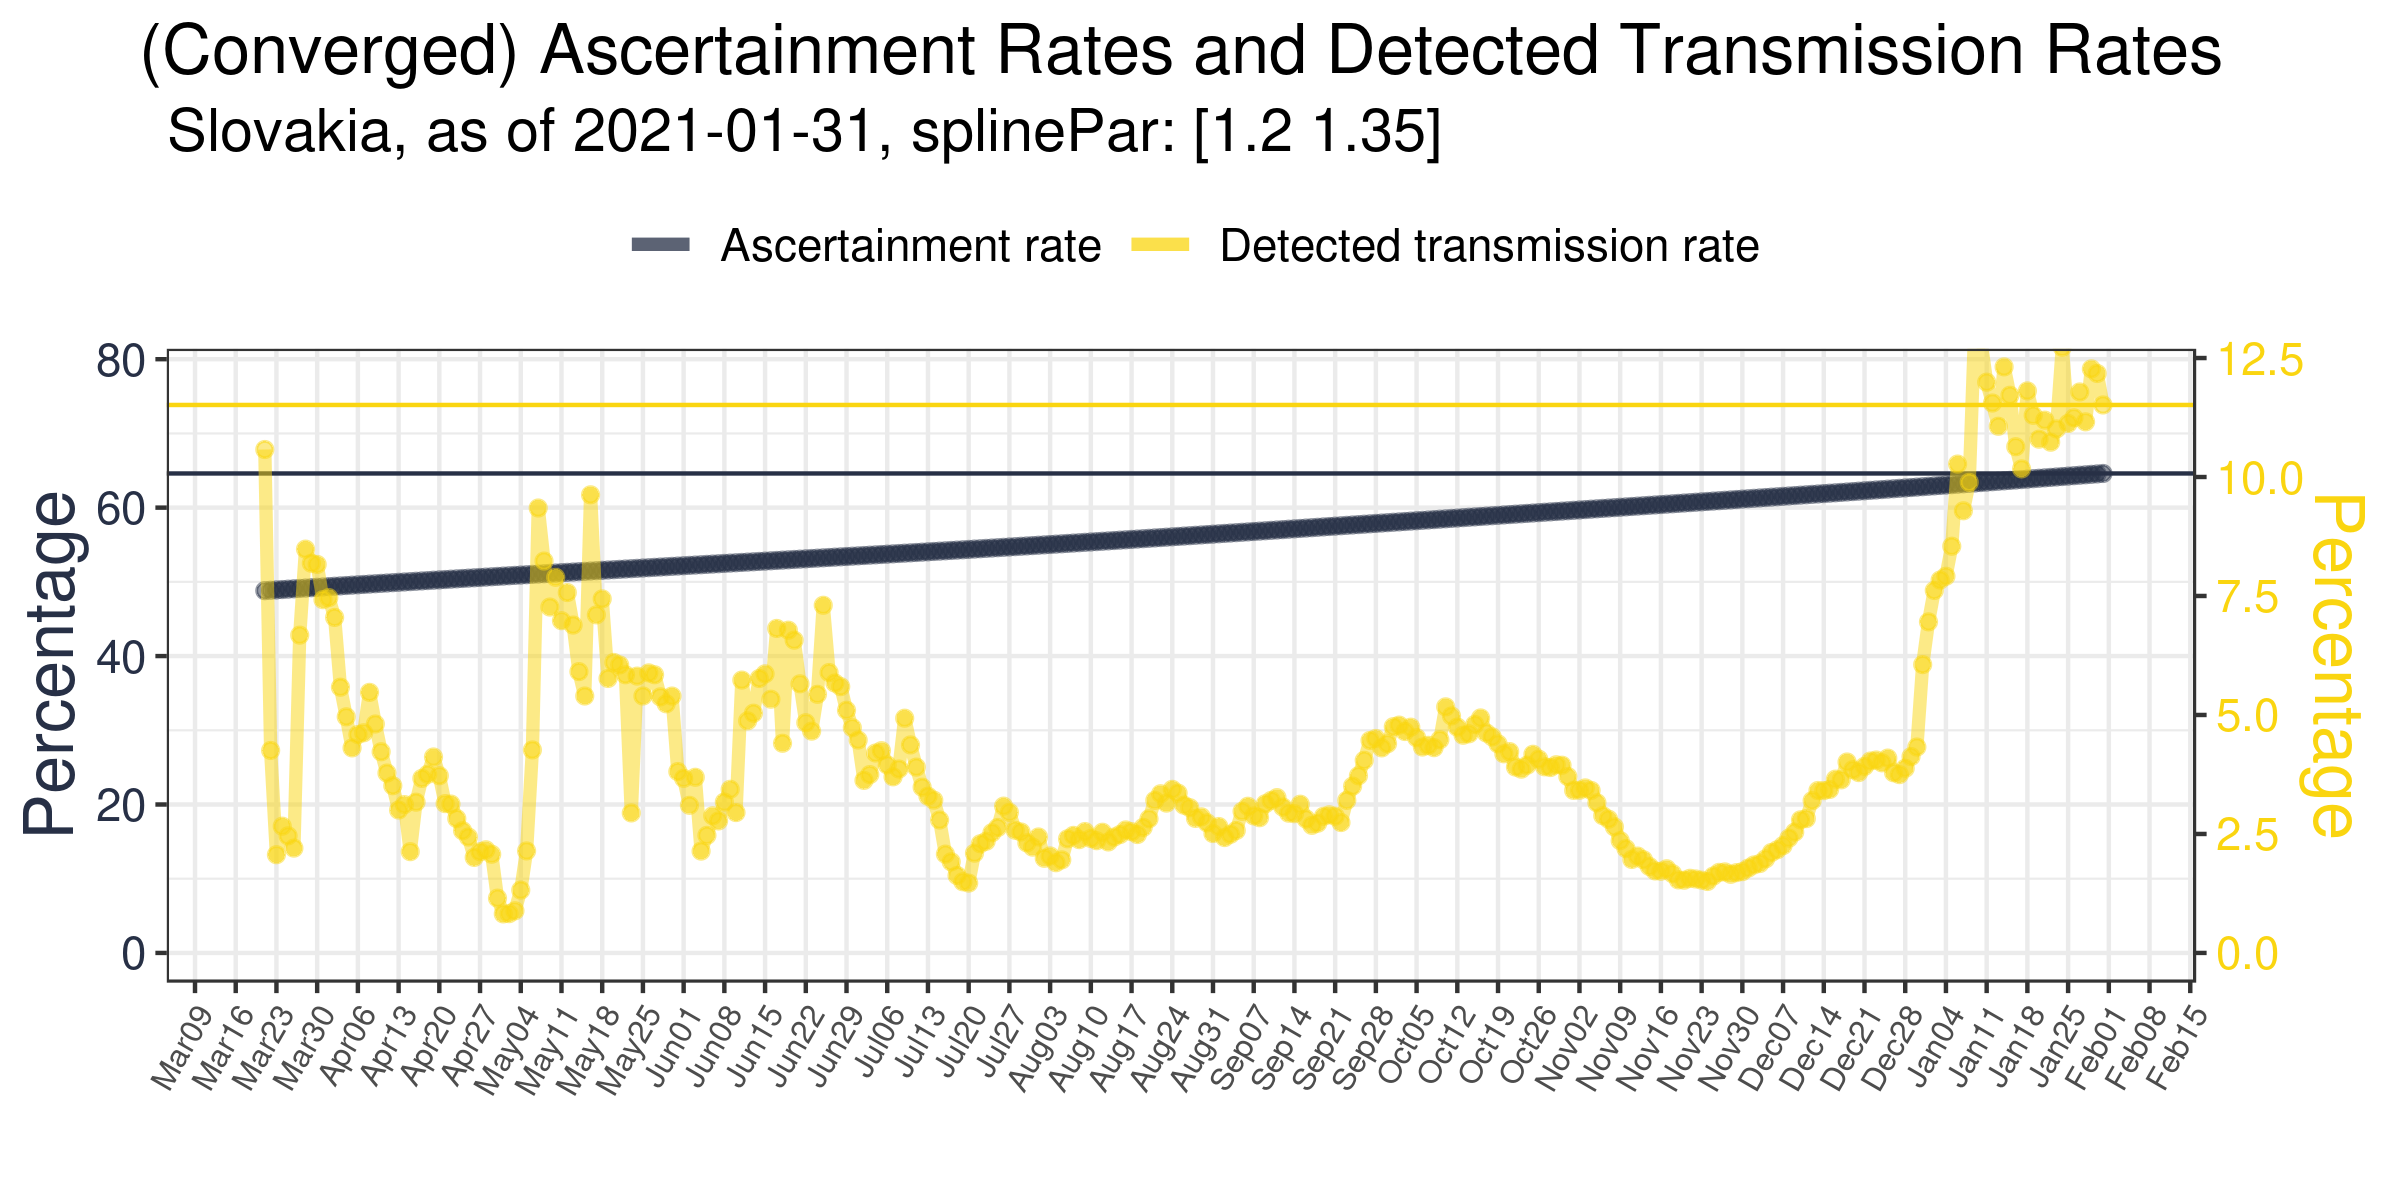 (Converged) Ascertainment Rates and Detected Transmission Rates
Slovakia, as of 2021-01-31, splinePar: [1.2 1.35]
Ascertainment rate
Detected transmission rate
Percentage
80
60
40
20
0
12.5
10.0
7.5
5.0
2.5
0.0
Percentage
Mar09
Mar16
Mar23
Mar30
Apr06
Apr13
Apr20
Apr27
May04
May11
May18
May25
Jun01
Jun08
Jun15
Jun22
Jun29
Jul06
Jul13
Jul20
Jul27
Aug03
Aug10
Aug17
Aug24
Aug31
Sep07
Sep14
Sep21
Sep28
Oct05
Oct12
Oct19
Oct26
Nov02
Nov09
Nov16
Nov23
Nov30
Dec07
Dec14
Dec21
Dec28
Jan04
Jan11
Jan18
Jan25
Feb01
Feb08
Feb15